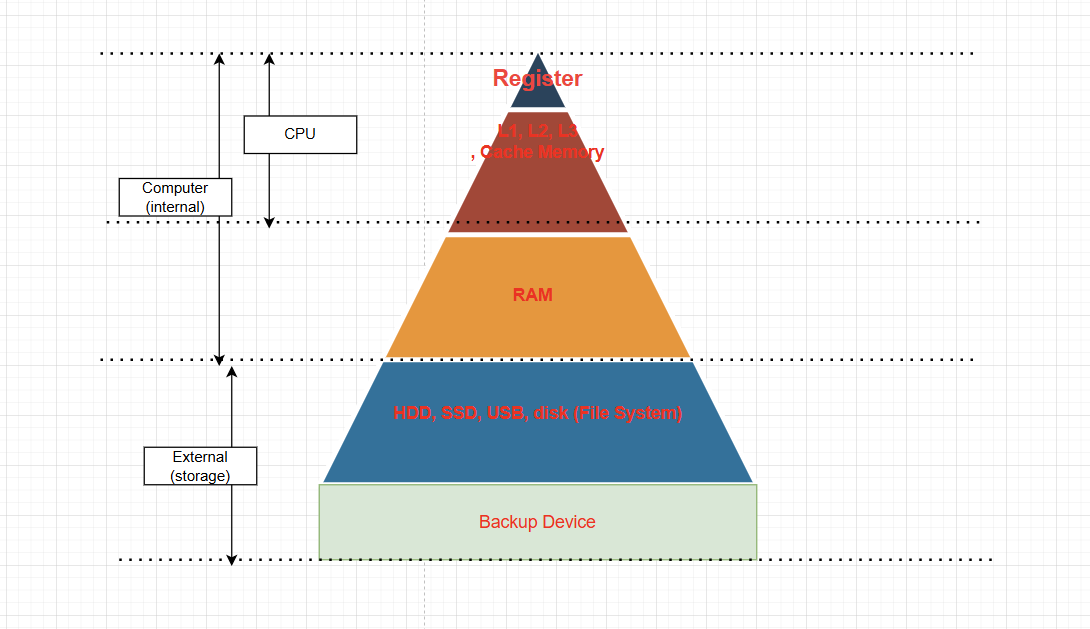 Register
L1, L2, L3
, Cache Memory
CPU
Computer
(internal)
RAM
HDD, SSD, USB, disk (File System)
External
(storage)
Backup Device